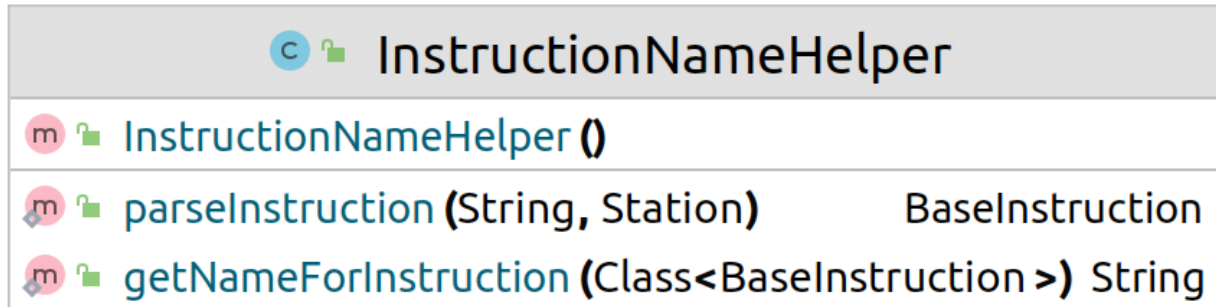 C InstructionNameHelper
m InstructionNameHelper ()
m parseInstruction (String, Station) BaseInstruction
m getNameForInstruction (Class<BaseInstruction >) String